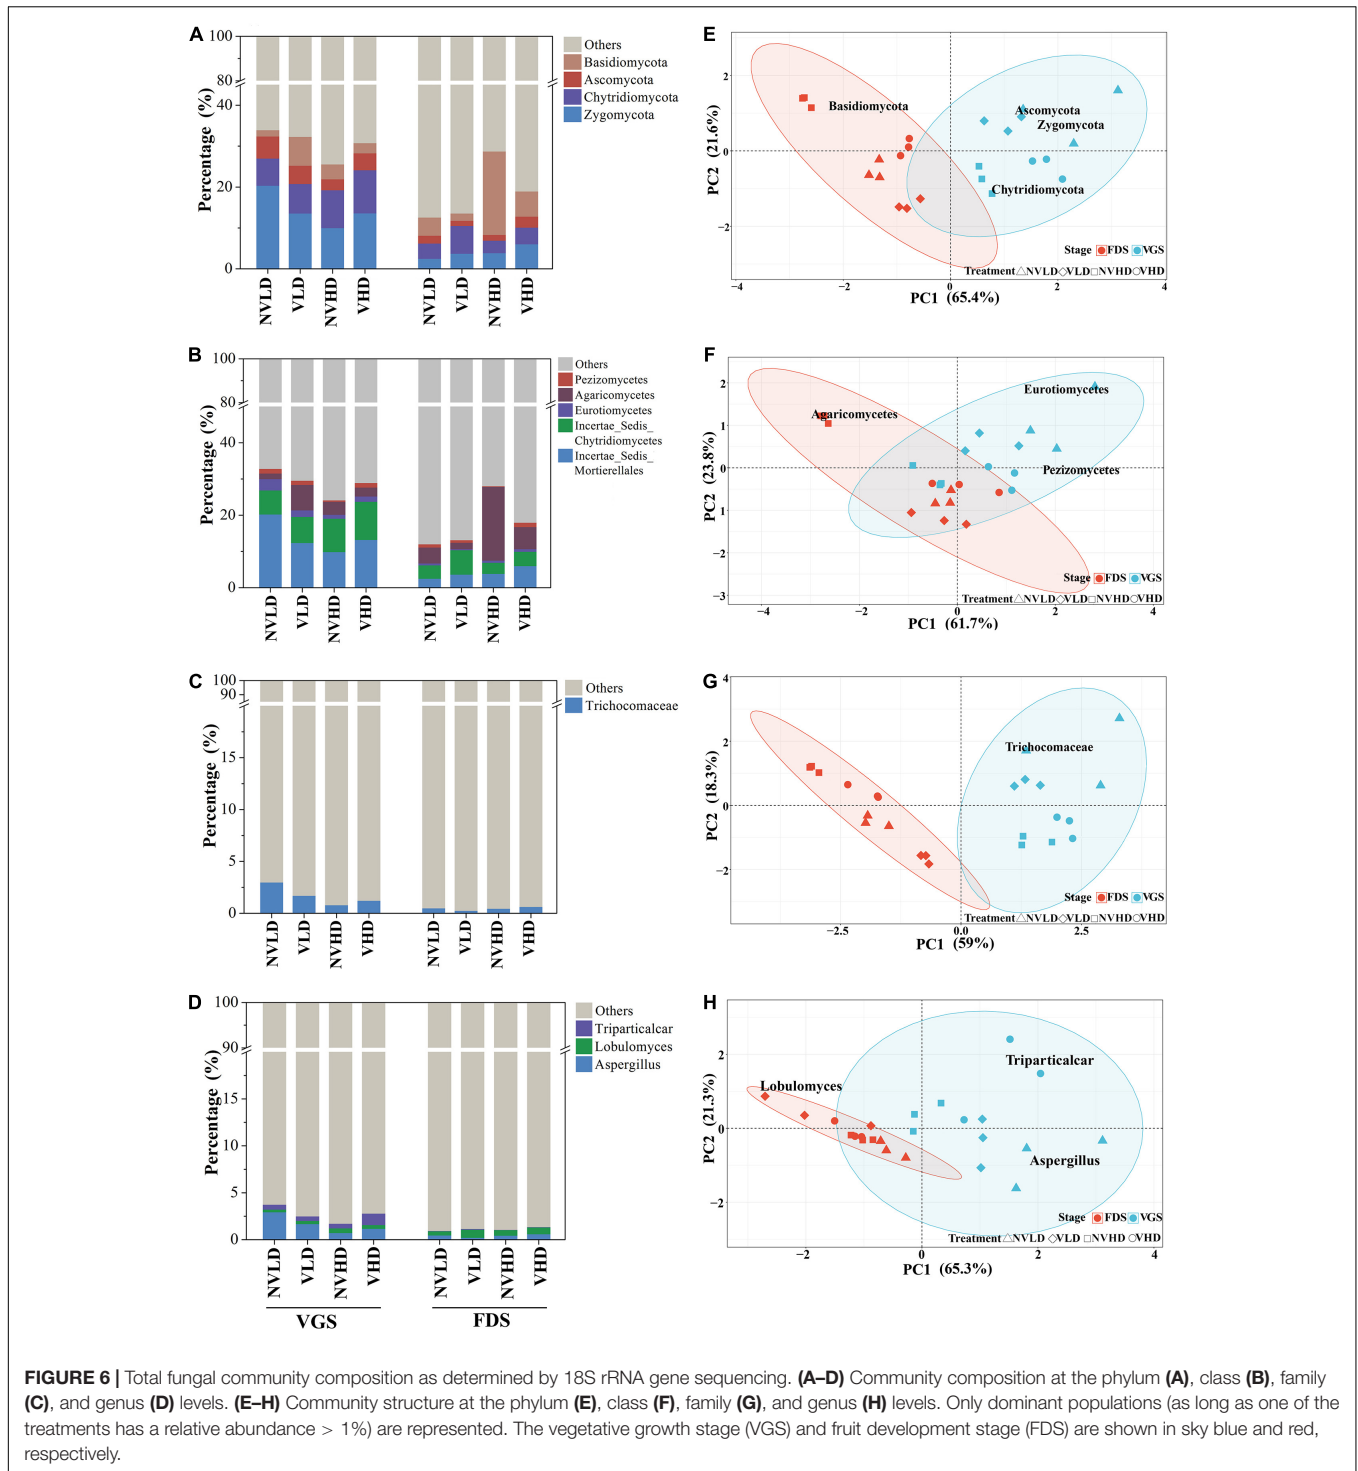 A
100
80
40
20
0
Percentage (%)
Others
Basidiomycota
Ascomycota
Chytridiomycota
Zygomycota
NVLD
VLD
NVHD
VHD
NVLD
VLD
NVHD
VHD
E
2
0
−2
PC2 (21.6%)
Basidiomycota
Ascomycota
Zygomycota
Chytridiomycota
Stage FDS VGS
Treatment NVLD VLD NVHD VHD
−4 −2 0 2 4
PC1 (65.4%)
B
100
80
40
20
0
Percentage (%)
Others
Pezizomycetes
Agaricomycetes
Eurotiomycetes
Incertae_Sedis_
Chytridiomycetes
Incertae_Sedis_
Mortierellales
NVLD
VLD
NVHD
VHD
NVLD
VLD
NVHD
VHD
F
2
1
0
1
−2
−3
PC2 (23.8%)
Agaricomycetes
Eurotiomycetes
Pezizomycetes
Stage FDS VGS
Treatment NVLD VLD NVHD VHD
−4 −2 0 2 4
PC1 (61.7%)
C
100
90
15
10
5
0
Percentage (%)
Others
Trichocomaceae
NVLD
VLD
NVHD
VHD
NVLD
VLD
NVHD
VHD
G
4
2
0
−2
PC2 (18.3%)
Trichocomaceae
Stage FDS VGS
Treatment NVLD VLD NVHD VHD
−2.5 0.0 2.5
PC1 (59%)
D
100
90
15
10
5
0
Percentage (%)
Others
Triparticalcar
Lobulomyces
Aspergillus
NVLD
VLD
NVHD
VHD
NVLD
VLD
NVHD
VHD
VGS
FDS
H
2
0
−2
PC2 (21.3%)
Lobulomyces
Triparticalcar
Aspergillus
Stage FDS VGS
Treatment NVLD VLD NVHD VHD
−2 0 2 4
PC1 (65.3%)
FIGURE 6 | Total fungal community composition as determined by 18S rRNA gene sequencing. (A–D) Community composition at the phylum (A), class (B), family
(C), and genus (D) levels. (E–H) Community structure at the phylum (E), class (F), family (G), and genus (H) levels. Only dominant populations (as long as one of the
treatments has a relative abundance > 1%) are represented. The vegetative growth stage (VGS) and fruit development stage (FDS) are shown in sky blue and red,
respectively.